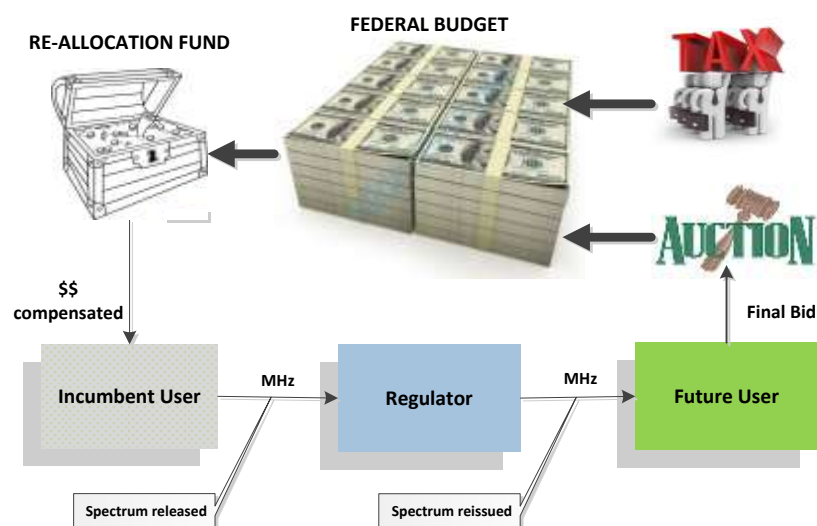 FEDERAL BUDGET
RE-ALLOCATION FUND
TAX
AUCTION
$$
compensated
Final Bid
Incumbent User
MHz
Regulator
MHz
Future User
Spectrum released
Spectrum reissued